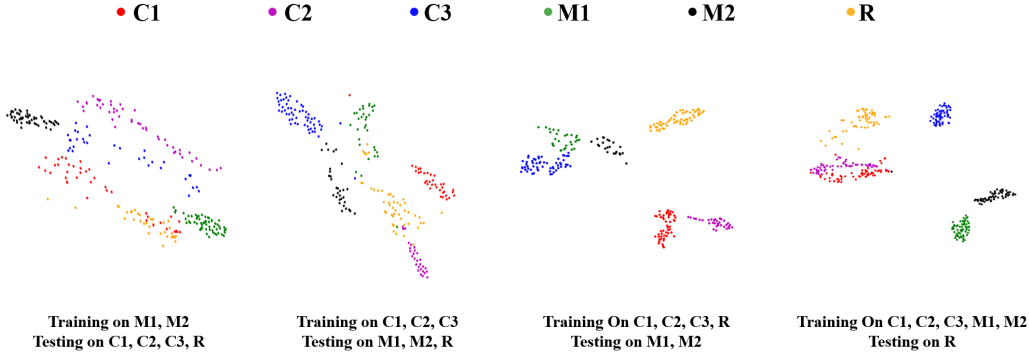 C1 C2 C3 M1 M2 R
Training on M1, M2
Testing on C1, C2, C3, R
Training on C1, C2, C3
Testing on M1, M2, R
Training On C1, C2, C3, R
Testing on M1, M2
Training On C1, C2, C3, M1, M2
Testing on R